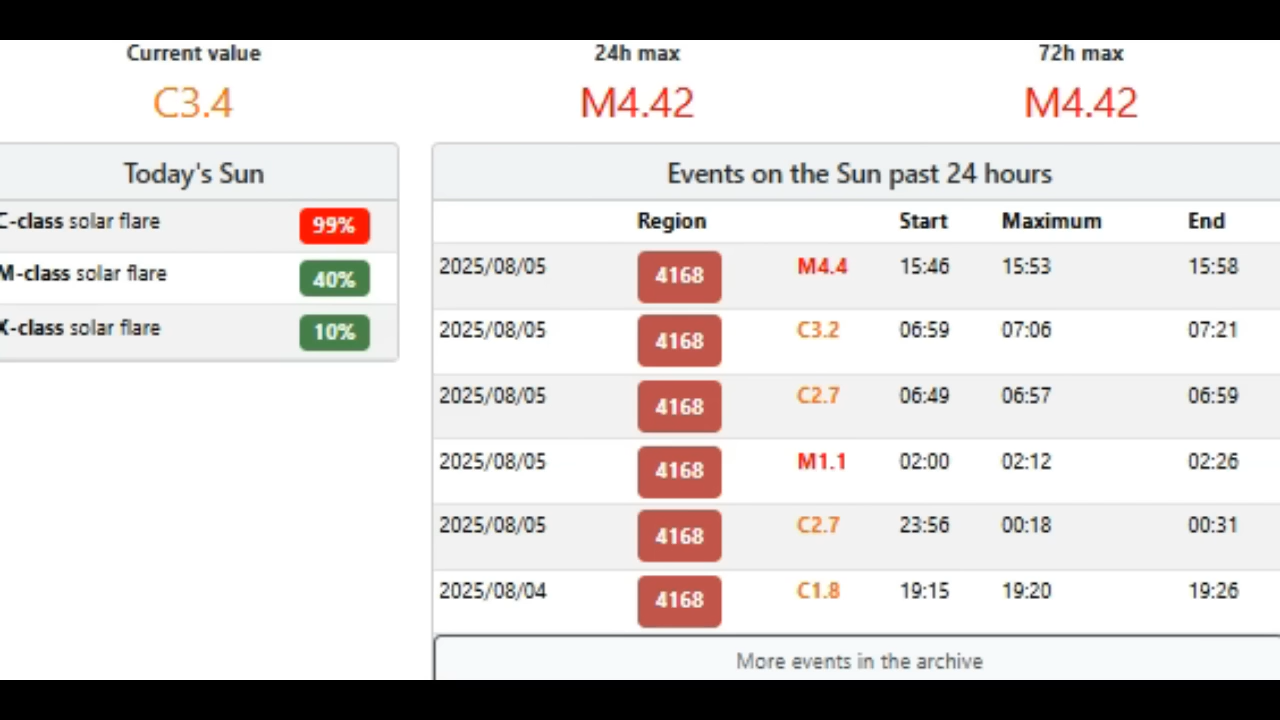 Current value 24h max 72h max
C3.4 M4.42 M4.42
Today's Sun
C-class solar flare 99%
M-class solar flare 40%
X-class solar flare 10%
Events on the Sun past 24 hours
Region Start Maximum End
2025/08/05 4168 M4.4 15:46 15:53 15:58
2025/08/05 4168 C3.2 06:59 07:06 07:21
2025/08/05 4168 C2.7 06:49 06:57 06:59
2025/08/05 4168 M1.1 02:00 02:12 02:26
2025/08/05 4168 C2.7 23:56 00:18 00:31
2025/08/04 4168 C1.8 19:15 19:20 19:26
More events in the archive